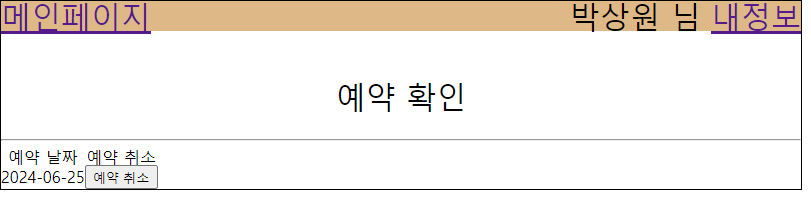 메인페이지 박상원 님 내정보
예약 확인
예약 날짜 예약 취소
2024-06-25 예약 취소